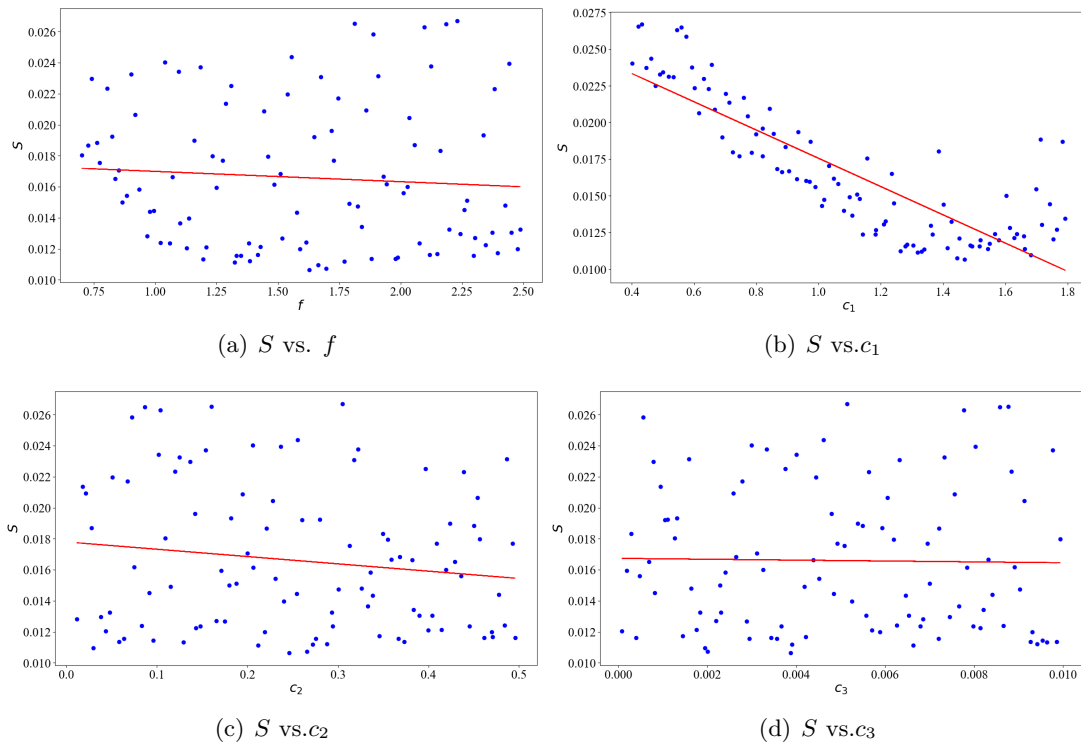 0.026
0.024
0.022
0.020
0.018
0.016
0.014
0.012
0.010
S
0.75 1.00 1.25 1.50 1.75 2.00 2.25 2.50
f
(a) S vs. f
0.0275
0.0250
0.0225
0.0200
0.0175
0.0150
0.0125
0.0100
S
0.4 0.6 0.8 1.0 1.2 1.4 1.6 1.8
c₁
(b) S vs.c₁
0.026
0.024
0.022
0.020
0.018
0.016
0.014
0.012
0.010
S
0.0 0.1 0.2 0.3 0.4 0.5
c₂
(c) S vs.c₂
0.026
0.024
0.022
0.020
0.018
0.016
0.014
0.012
0.010
S
0.000 0.002 0.004 0.006 0.008 0.010
c₃
(d) S vs.c₃